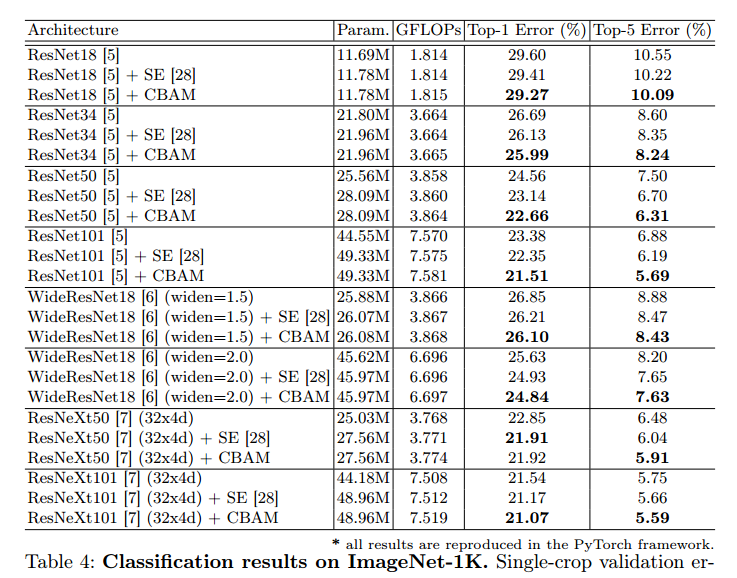 Architecture Param. GFLOPs Top-1 Error (%) Top-5 Error (%)
ResNet18 [5] 11.69M 1.814 29.60 10.55
ResNet18 [5] + SE [28] 11.78M 1.814 29.41 10.22
ResNet18 [5] + CBAM 11.78M 1.815 29.27 10.09
ResNet34 [5] 21.80M 3.664 26.69 8.60
ResNet34 [5] + SE [28] 21.96M 3.664 26.13 8.35
ResNet34 [5] + CBAM 21.96M 3.665 25.99 8.24
ResNet50 [5] 25.56M 3.858 24.56 7.50
ResNet50 [5] + SE [28] 28.09M 3.860 23.14 6.70
ResNet50 [5] + CBAM 28.09M 3.864 22.66 6.31
ResNet101 [5] 44.55M 7.570 23.38 6.88
ResNet101 [5] + SE [28] 49.33M 7.575 22.35 6.19
ResNet101 [5] + CBAM 49.33M 7.581 21.51 5.69
WideResNet18 [6] (widen=1.5) 25.88M 3.866 26.85 8.88
WideResNet18 [6] (widen=1.5) + SE [28] 26.07M 3.867 26.21 8.47
WideResNet18 [6] (widen=1.5) + CBAM 26.08M 3.868 26.10 8.43
WideResNet18 [6] (widen=2.0) 45.62M 6.696 25.63 8.20
WideResNet18 [6] (widen=2.0) + SE [28] 45.97M 6.696 24.93 7.65
WideResNet18 [6] (widen=2.0) + CBAM 45.97M 6.697 24.84 7.63
ResNeXt50 [7] (32x4d) 25.03M 3.768 22.85 6.48
ResNeXt50 [7] (32x4d) + SE [28] 27.56M 3.771 21.91 6.04
ResNeXt50 [7] (32x4d) + CBAM 27.56M 3.774 21.92 5.91
ResNeXt101 [7] (32x4d) 44.18M 7.508 21.54 5.75
ResNeXt101 [7] (32x4d) + SE [28] 48.96M 7.512 21.17 5.66
ResNeXt101 [7] (32x4d) + CBAM 48.96M 7.519 21.07 5.59
* all results are reproduced in the PyTorch framework.
Table 4: Classification results on ImageNet-1K. Single-crop validation er-